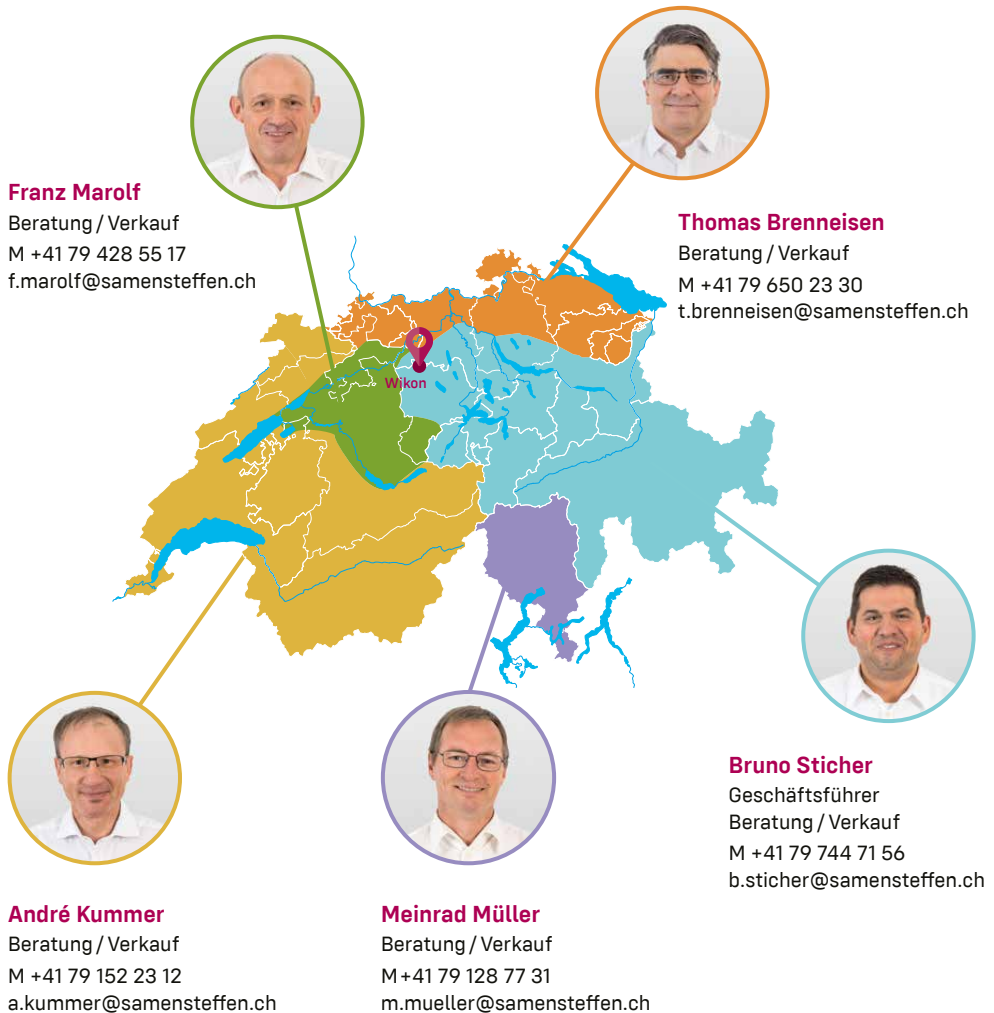 Franz Marolf
Beratung / Verkauf
M +41 79 428 55 17
f.marolf@samensteffen.ch
Thomas Brenneisen
Beratung / Verkauf
M +41 79 650 23 30
t.brenneisen@samensteffen.ch
Wikon
Bruno Sticher
Geschäftsführer
Beratung / Verkauf
M +41 79 744 71 56
b.sticher@samensteffen.ch
André Kummer
Beratung / Verkauf
M +41 79 152 23 12
a.kummer@samensteffen.ch
Meinrad Müller
Beratung / Verkauf
M +41 79 128 77 31
m.mueller@samensteffen.ch